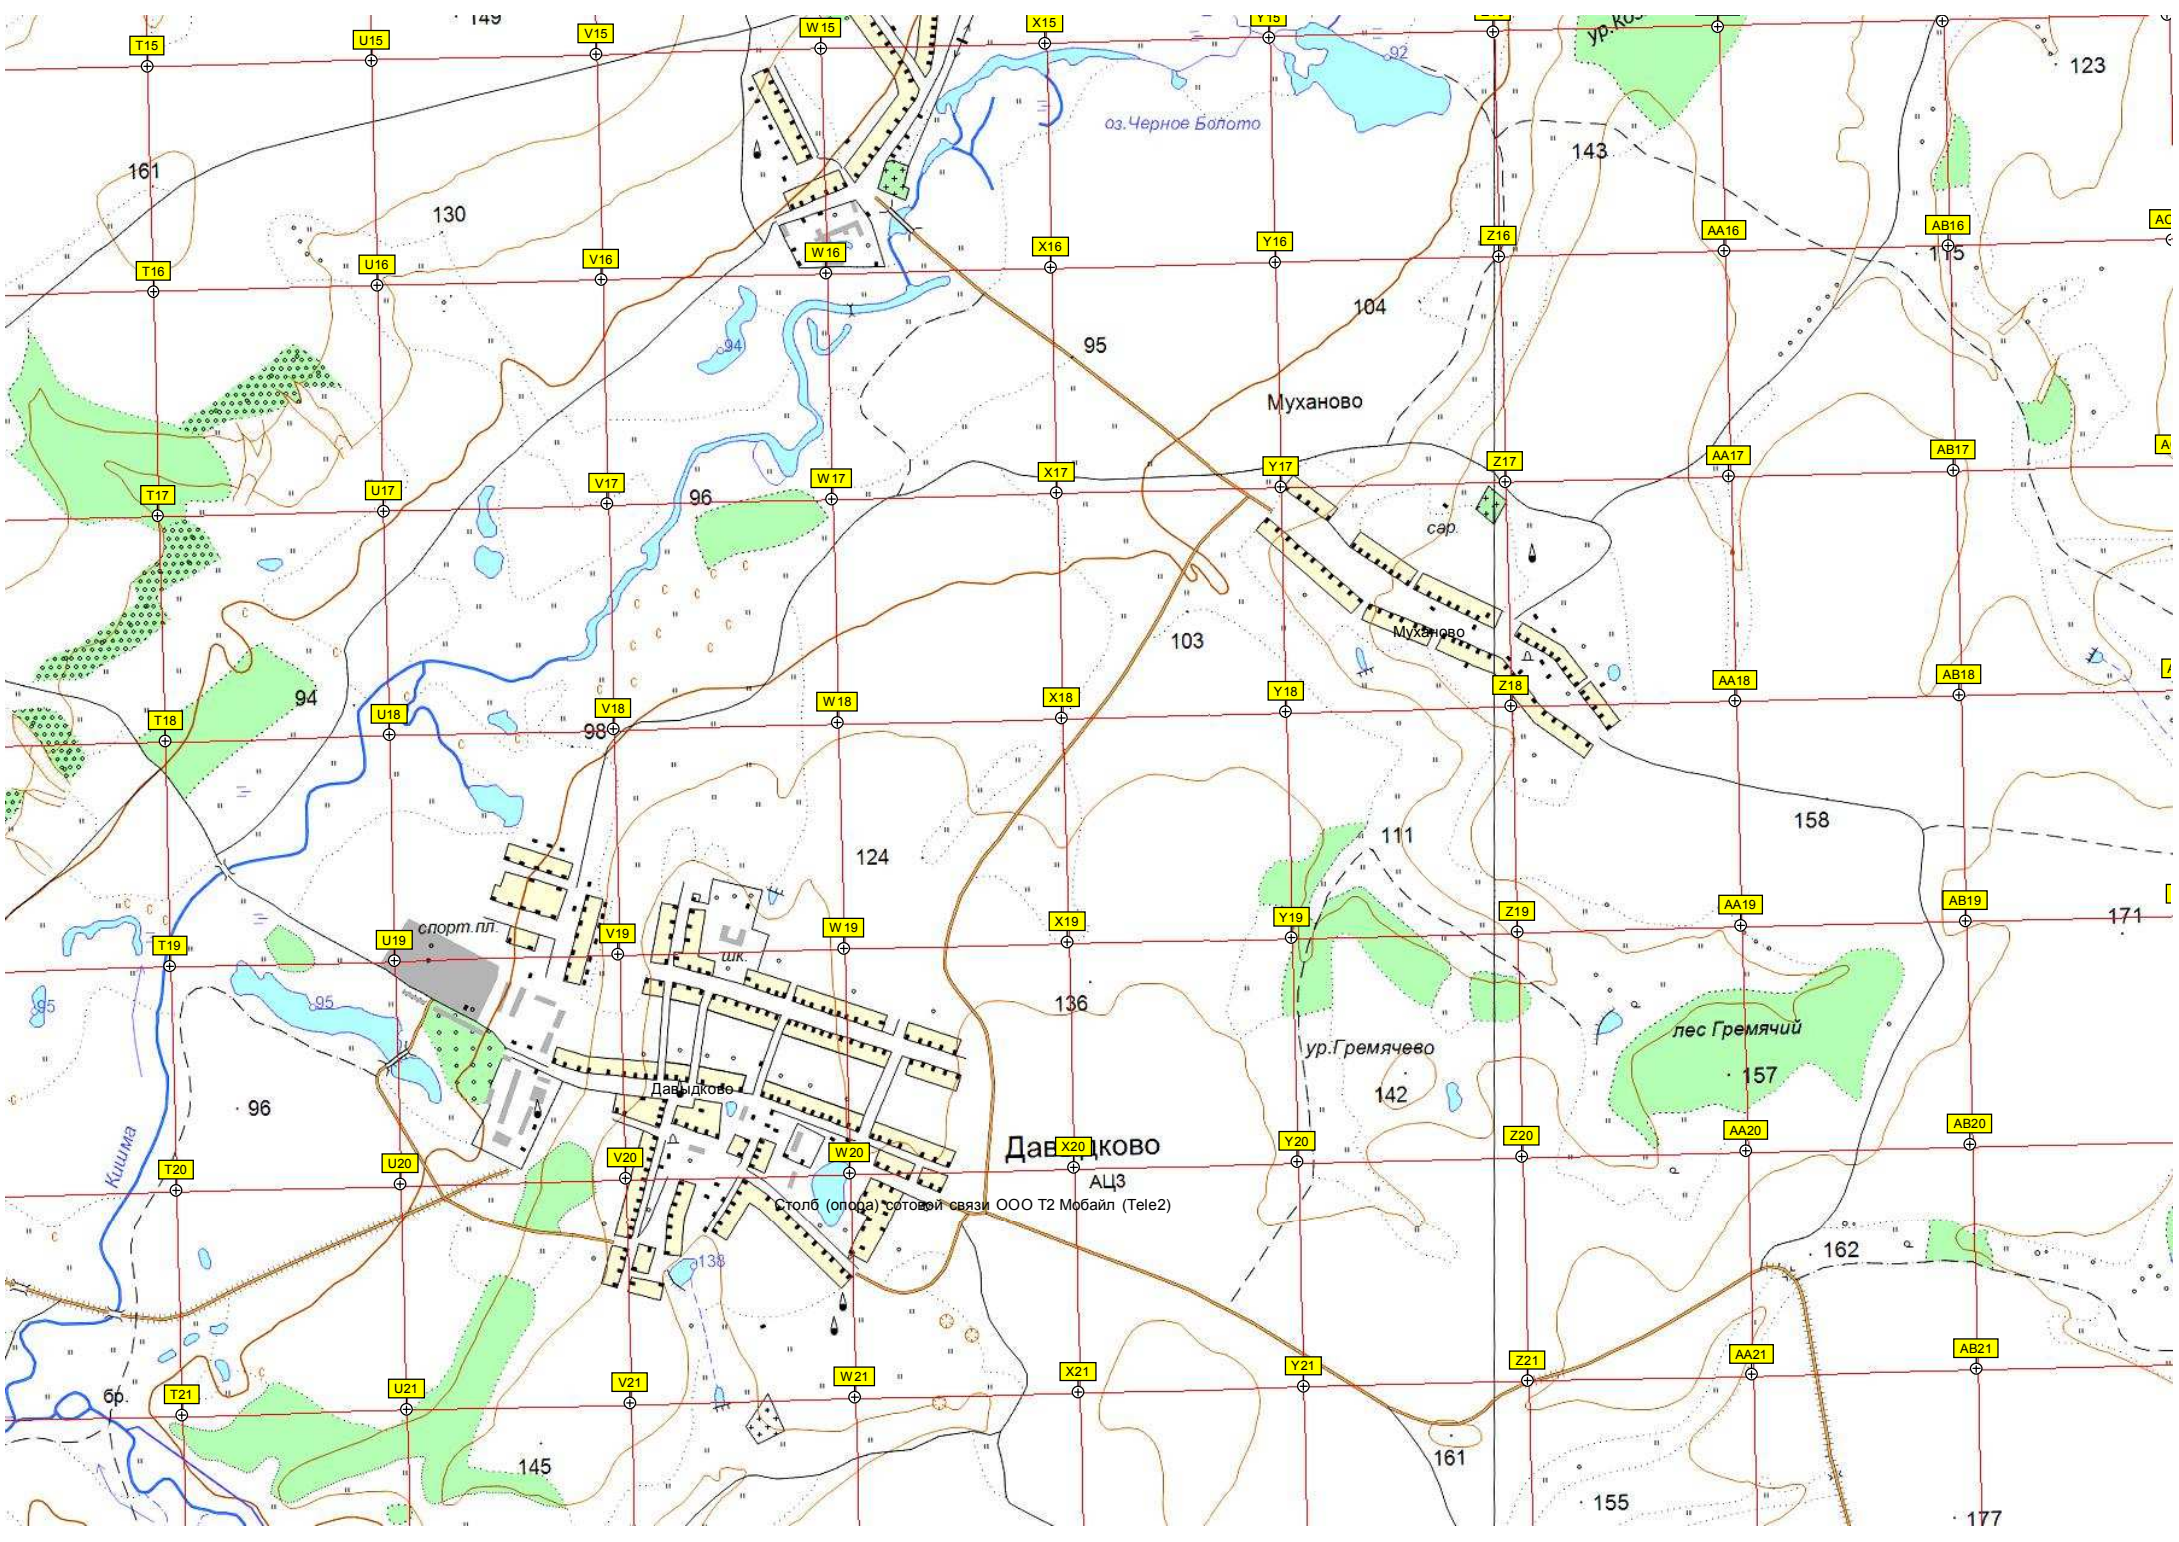 149
T15
U15
V15
W15
X15
Y15
92
123
оз.Черное Болото
143
161
130
T16
U16
V16
W16
X16
Y16
Z16
AA16
AB16
115
94
95
104
Муханово
T17
U17
V17
W17
X17
Y17
Z17
AA17
AB17
96
сар.
103
Муханово
94
T18
U18
V18
W18
X18
Y18
Z18
AA18
AB18
98
124
111
158
спорт.пл.
T19
U19
V19
W19
X19
Y19
Z19
AA19
AB19
171
шк.
95
95
136
ур.Гремячево
лес Гремячий
157
142
Давыдково
96
Кишма
Давыдково
T20
U20
V20
W20
X20
Y20
Z20
AA20
AB20
АЦЗ
Столб (опора) сотовой связи ООО Т2 Мобайл (Tele2)
138
162
бр.
T21
U21
V21
W21
X21
Y21
Z21
AA21
AB21
145
161
155
177